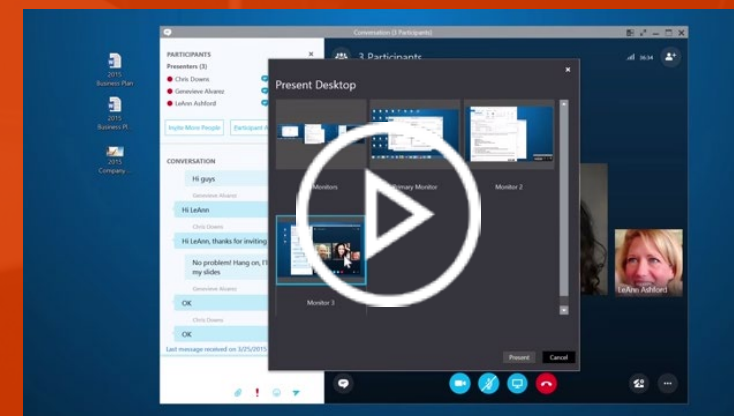 2015
Business Plan
2015
Business Pl...
2015
Company ...
Conversation (3 Participants)
PARTICIPANTS
Presenters (3)
Chris Downs
Genevieve Alvarez
LeAnn Ashford
Invite More People
Participant A
CONVERSATION
Hi guys
Genevieve Alvarez
Hi LeAnn
Chris Downs
Hi LeAnn, thanks for inviting
No problem! Hang on, I'll
my slides
Genevieve Alvarez
OK
Chris Downs
OK
Last message received on 3/25/2015
3 Participants
Present Desktop
Monitors
Primary Monitor
Monitor 2
Monitor 3
Present
Cancel
LeAnn Ashford